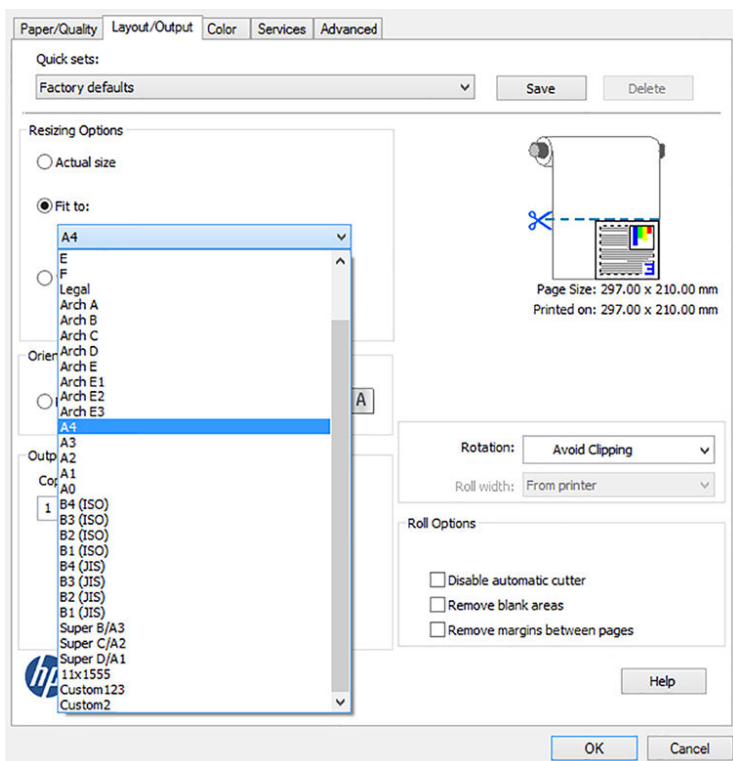 Paper/Quality Layout/Output Color Services Advanced
Quick sets:
Factory defaults Save Delete
Resizing Options
Actual size
Fit to:
A4
E
F
Legal
Arch A
Arch B
Arch C
Arch D
Arch E
Arch E1
Arch E2
Arch E3
A4
A3
A2
A1
A0
B4 (ISO)
B3 (ISO)
B2 (ISO)
B1 (ISO)
B4 (JIS)
B3 (JIS)
B2 (JIS)
B1 (JIS)
Super B/A3
Super C/A2
Super D/A1
11x1555
Custom123
Custom2
Orien
A
Outp
Cop
1
hp
Page Size: 297.00 x 210.00 mm
Printed on: 297.00 x 210.00 mm
Rotation: Avoid Clipping
Roll width: From printer
Roll Options
Disable automatic cutter
Remove blank areas
Remove margins between pages
Help
OK Cancel